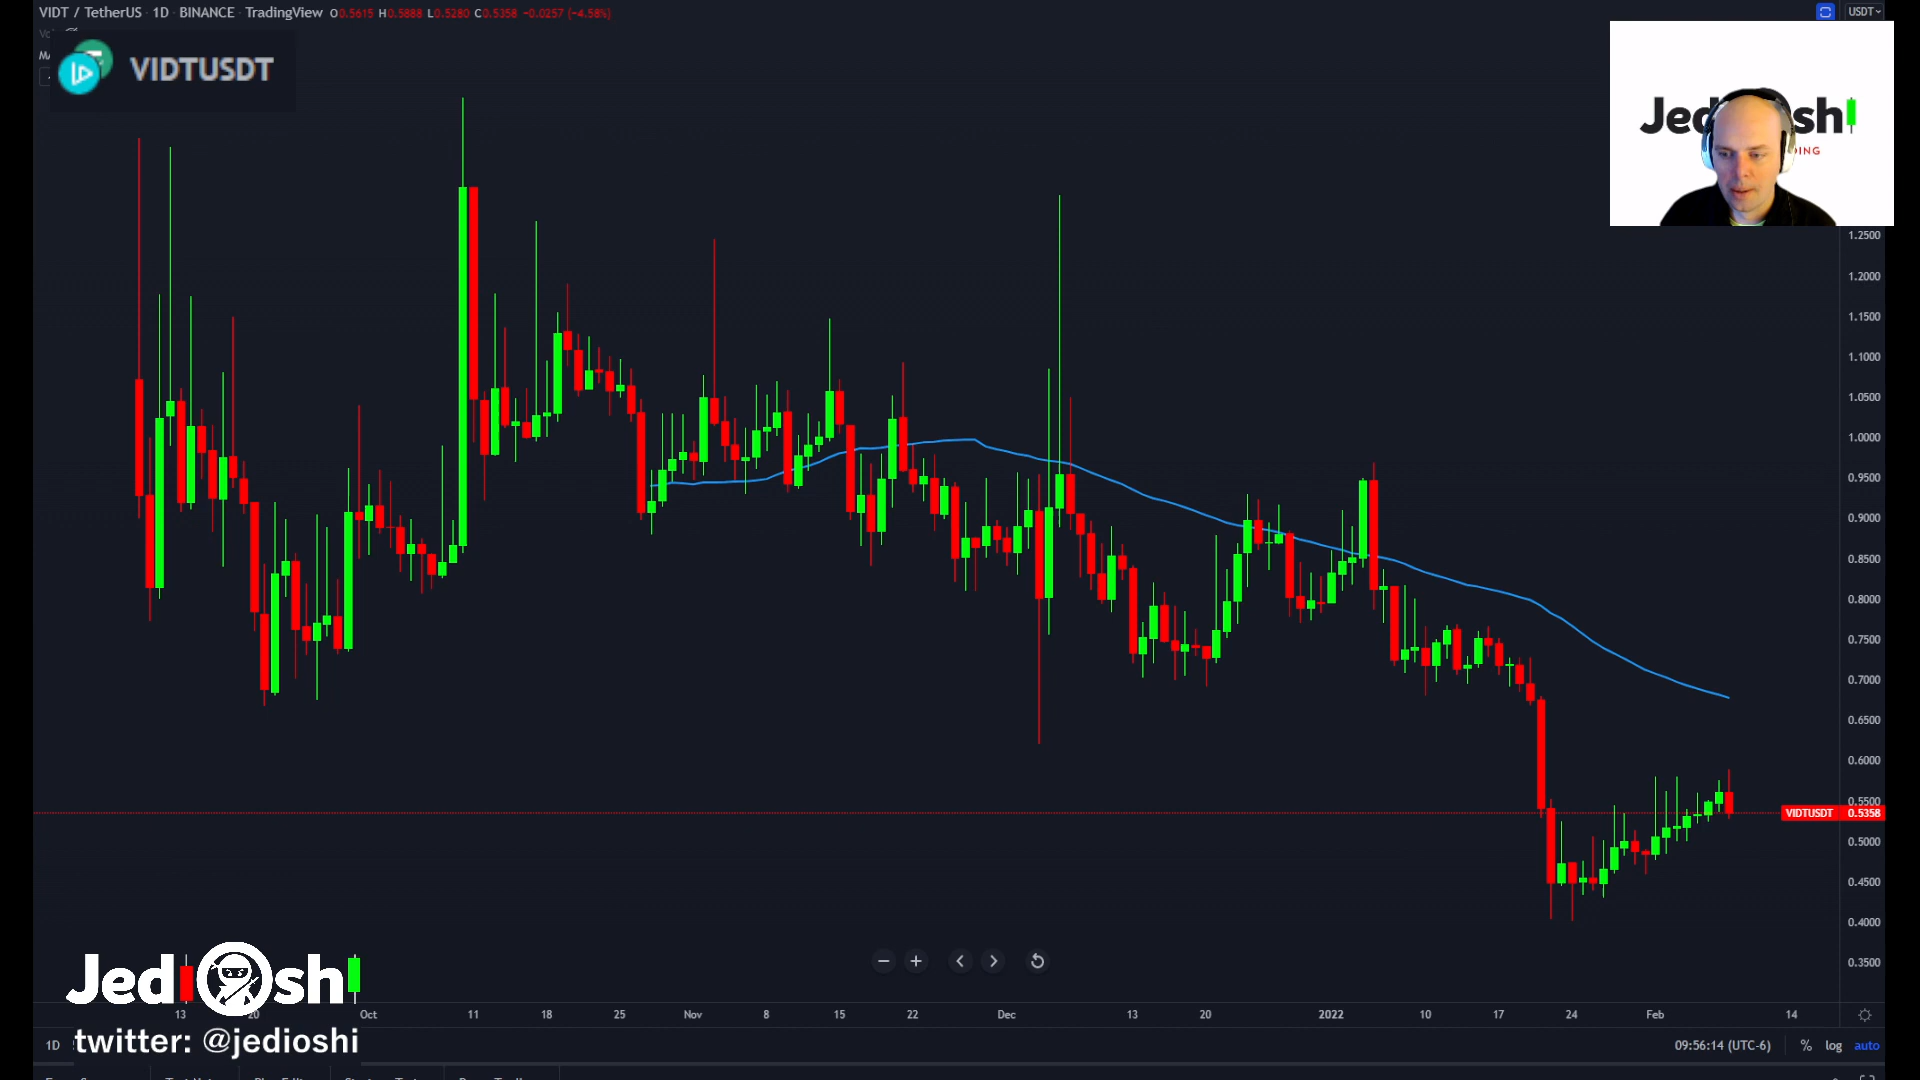 VIDT / TetherUS · 1D · BINANCE · TradingView O0.5615 H0.5888 L0.5280 C0.5358 -0.0257 (-4.58%)
USDT
VIDTUSDT
1.2500
1.2000
1.1500
1.1000
1.0500
1.0000
0.9500
0.9000
0.8500
0.8000
0.7500
0.7000
0.6500
0.6000
0.5500
VIDTUSDT 0.5358
0.5000
0.4500
0.4000
0.3500
JediOshi
13 20 Oct 11 18 25 Nov 8 15 22 Dec 13 20 2022 10 17 24 Feb 14
twitter: @jedioshi
1D
09:56:14 (UTC-6) % log auto